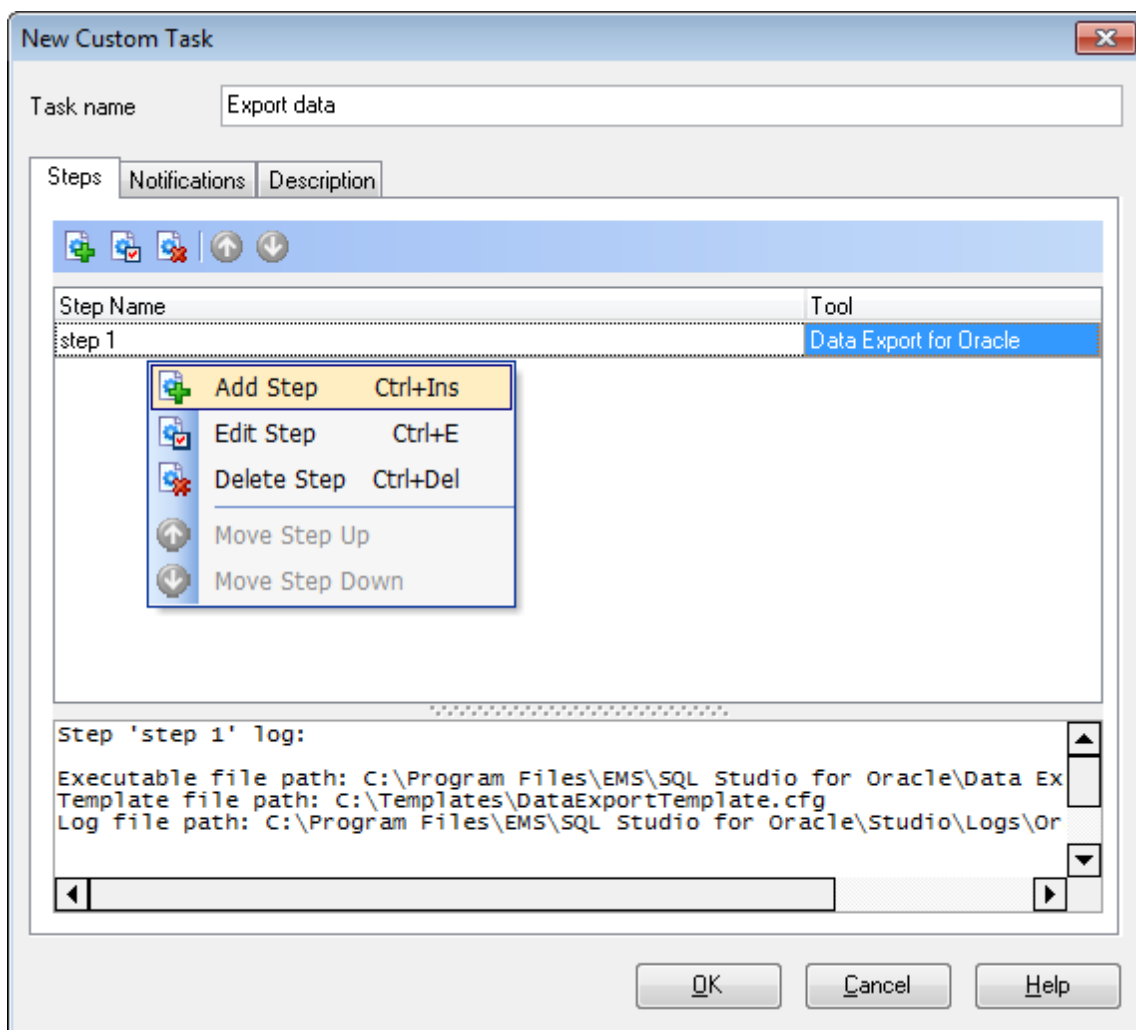 New Custom Task
Task name Export data
Steps Notifications Description
Step Name Tool
step 1 Data Export for Oracle
Add Step Ctrl+Ins
Edit Step Ctrl+E
Delete Step Ctrl+Del
Move Step Up
Move Step Down
Step 'step 1' log:
Executable file path: C:\Program Files\EMS\SQL Studio for Oracle\Data Ex
Template file path: C:\Templates\DataExportTemplate.cfg
Log file path: C:\Program Files\EMS\SQL Studio for Oracle\Studio\Logs\Or
OK Cancel Help